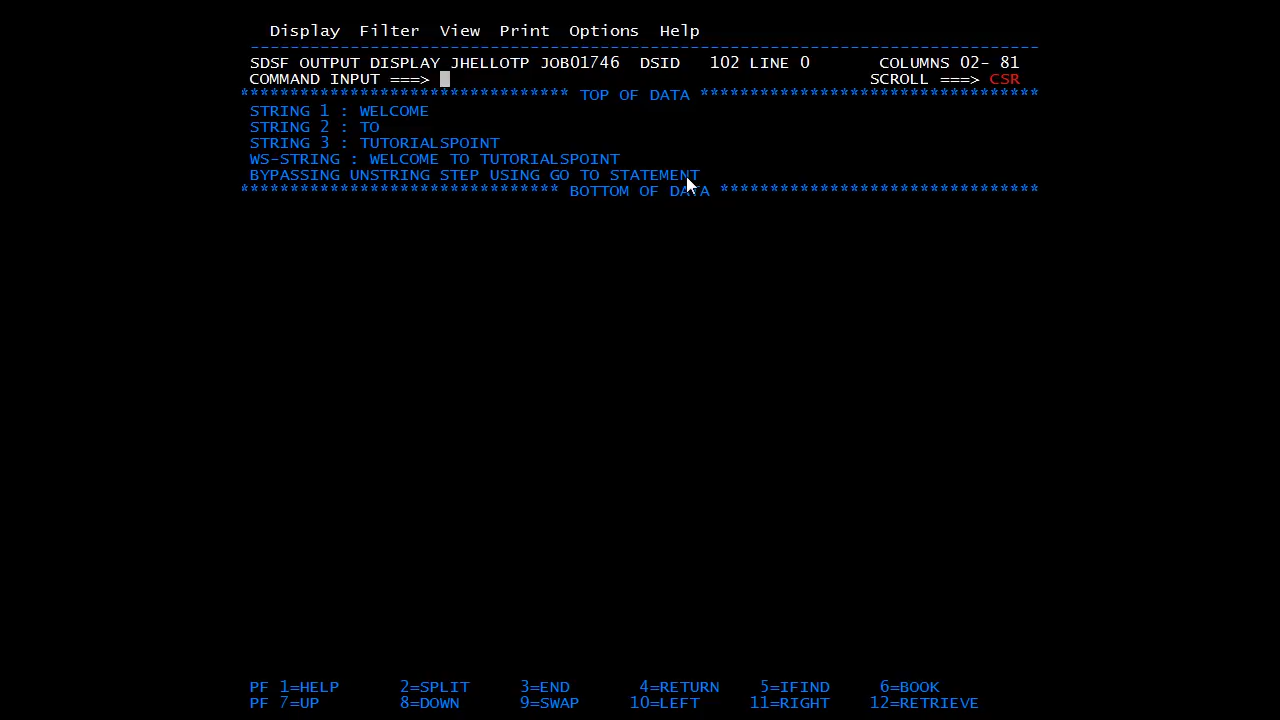 Display Filter View Print Options Help
-------------------------------------------------------------------------------
SDSF OUTPUT DISPLAY JHELLOTP JOB01746 DSID 102 LINE 0 COLUMNS 02- 81
COMMAND INPUT ===> SCROLL ===> CSR
********************************* TOP OF DATA **********************************
STRING 1 : WELCOME
STRING 2 : TO
STRING 3 : TUTORIALSPOINT
WS-STRING : WELCOME TO TUTORIALSPOINT
BYPASSING UNSTRING STEP USING GO TO STATEMENT
******************************** BOTTOM OF DATA ********************************
PF 1=HELP 2=SPLIT 3=END 4=RETURN 5=IFIND 6=BOOK
PF 7=UP 8=DOWN 9=SWAP 10=LEFT 11=RIGHT 12=RETRIEVE